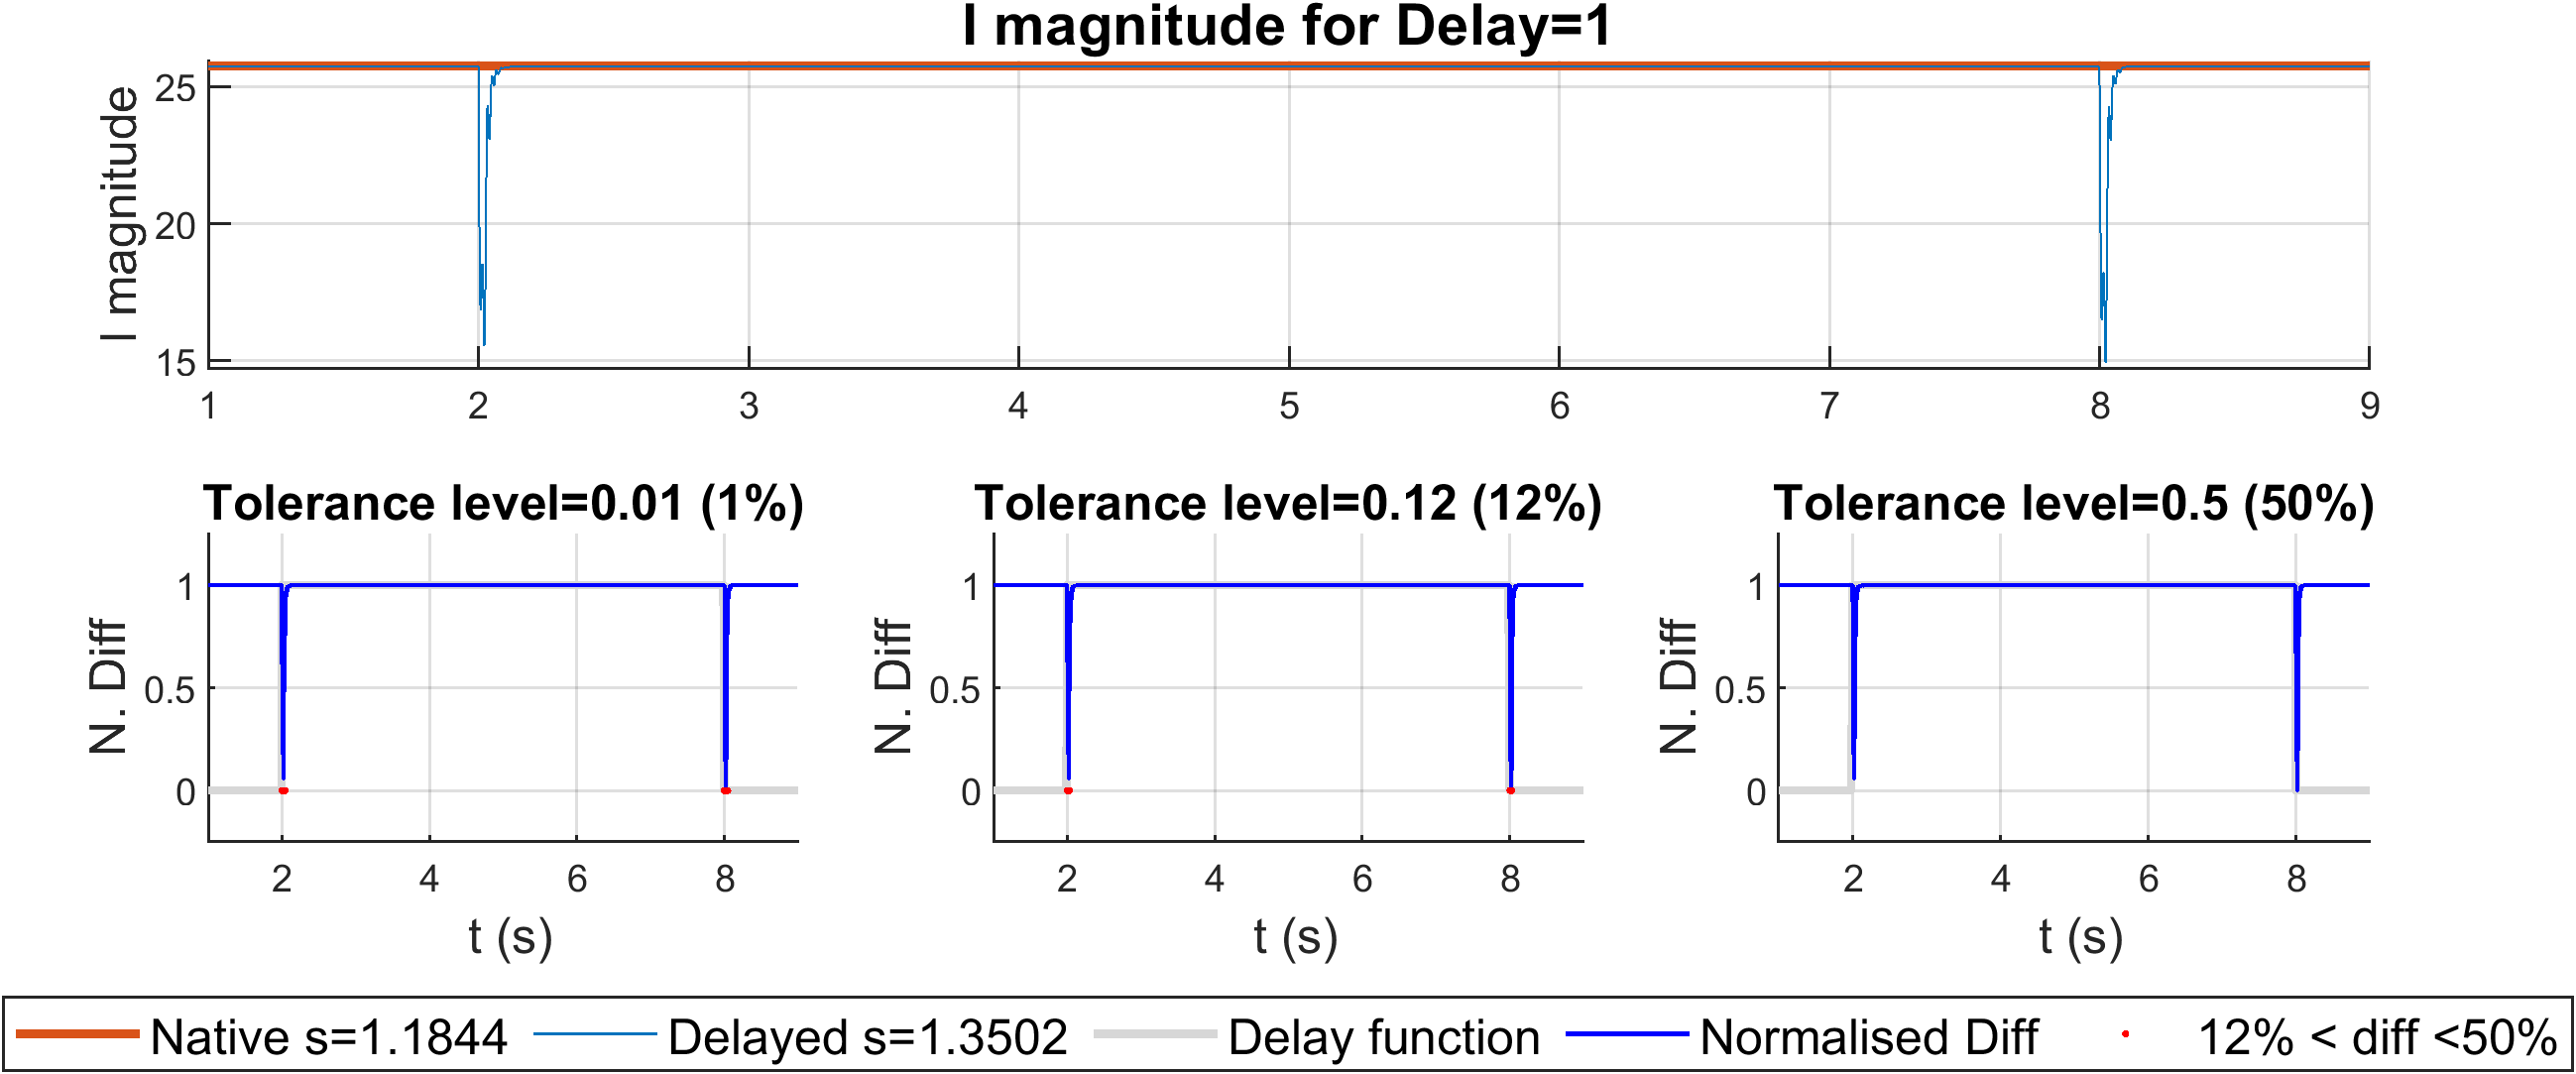 I magnitude for Delay=1
I magnitude
25
20
15
1 2 3 4 5 6 7 8 9
Tolerance level=0.01 (1%) Tolerance level=0.12 (12%) Tolerance level=0.5 (50%)
N. Diff N. Diff N. Diff
1 1 1
0.5 0.5 0.5
0 0 0
2 4 6 8 2 4 6 8 2 4 6 8
t (s) t (s) t (s)
Native s=1.1844 Delayed s=1.3502 Delay function Normalised Diff 12% < diff <50%